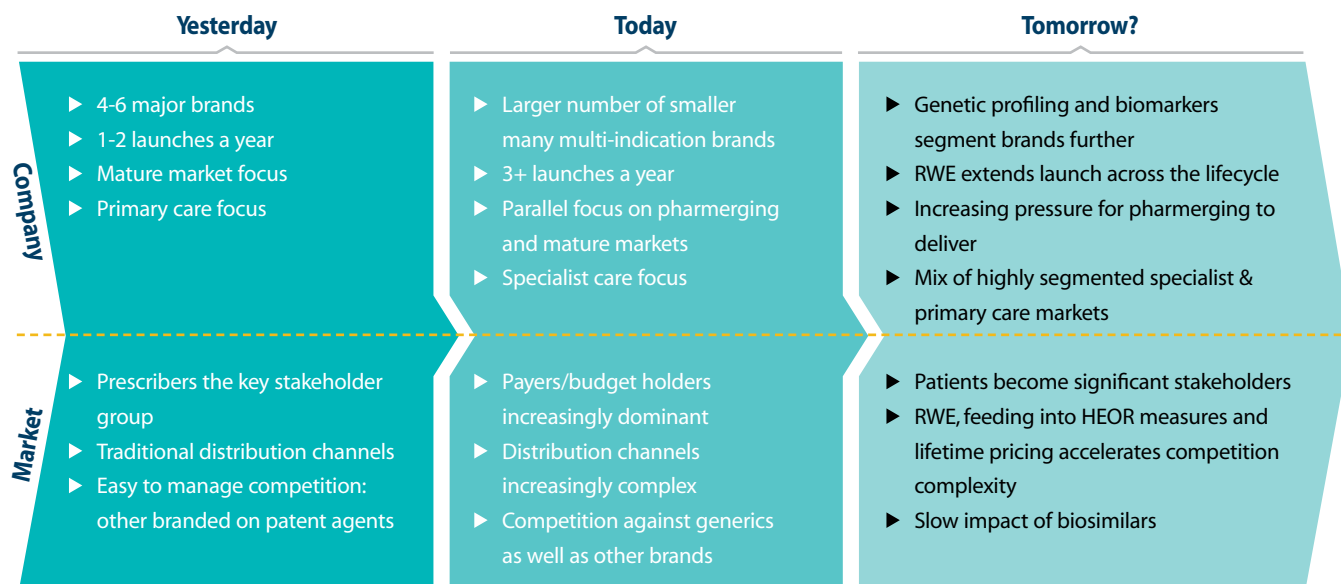 Yesterday
Today
Tomorrow?
Company
▶ 4-6 major brands
▶ 1-2 launches a year
▶ Mature market focus
▶ Primary care focus
▶ Larger number of smaller
many multi-indication brands
▶ 3+ launches a year
▶ Parallel focus on pharmerging
and mature markets
▶ Specialist care focus
▶ Genetic profiling and biomarkers
segment brands further
▶ RWE extends launch across the lifecycle
▶ Increasing pressure for pharmerging to
deliver
▶ Mix of highly segmented specialist &
primary care markets
Market
▶ Prescribers the key stakeholder
group
▶ Traditional distribution channels
▶ Easy to manage competition:
other branded on patent agents
▶ Payers/budget holders
increasingly dominant
▶ Distribution channels
increasingly complex
▶ Competition against generics
as well as other brands
▶ Patients become significant stakeholders
▶ RWE, feeding into HEOR measures and
lifetime pricing accelerates competition
complexity
▶ Slow impact of biosimilars